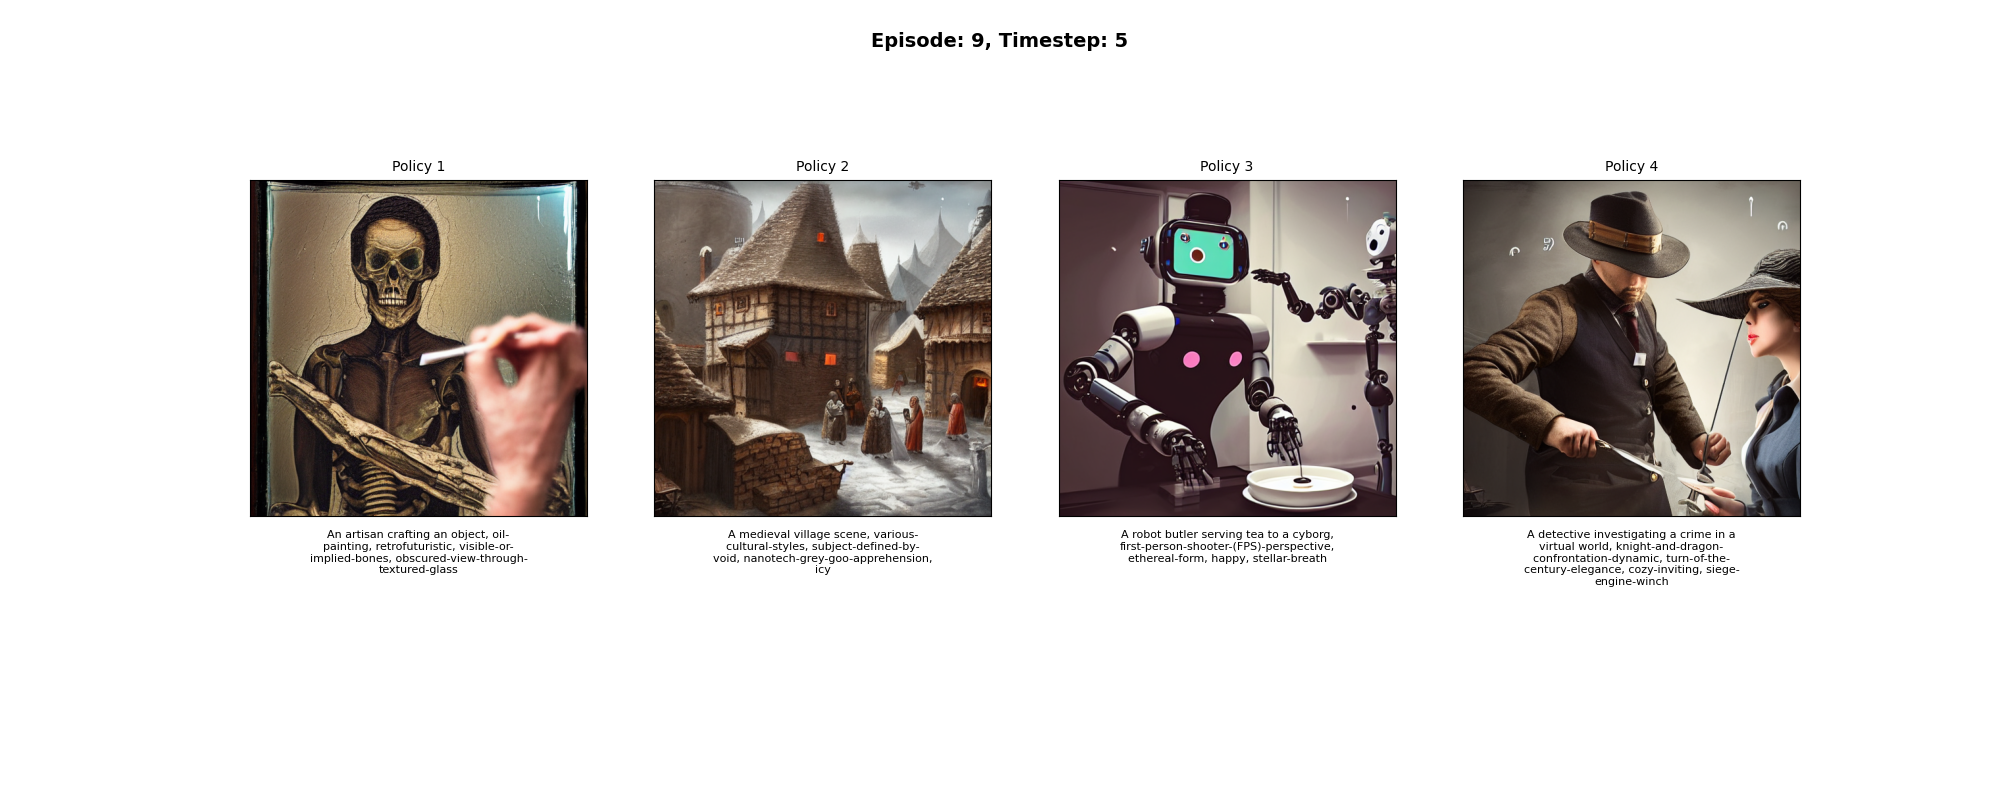 Episode: 9, Timestep: 5
Policy 1
Policy 2
Policy 3
Policy 4
An artisan crafting an object, oil-
painting, retrofuturistic, visible-or-
implied-bones, obscured-view-through-
textured-glass
A medieval village scene, various-
cultural-styles, subject-defined-by-
void, nanotech-grey-goo-apprehension,
icy
A robot butler serving tea to a cyborg,
first-person-shooter-(FPS)-perspective,
ethereal-form, happy, stellar-breath
A detective investigating a crime in a
virtual world, knight-and-dragon-
confrontation-dynamic, turn-of-the-
century-elegance, cozy-inviting, siege-
engine-winch